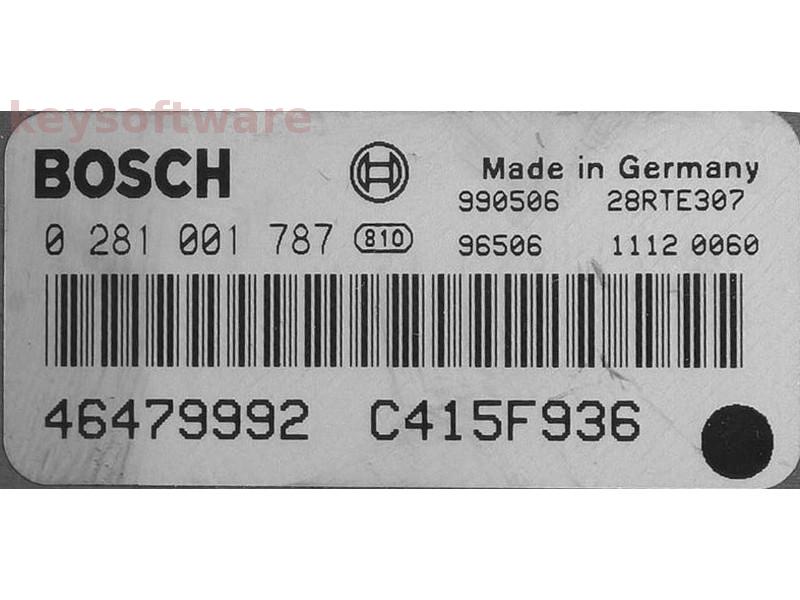 keysoftware
BOSCH Made in Germany
990506 28RTE307
0 281 001 787 810 96506 1112 0060
46479992 C415F936